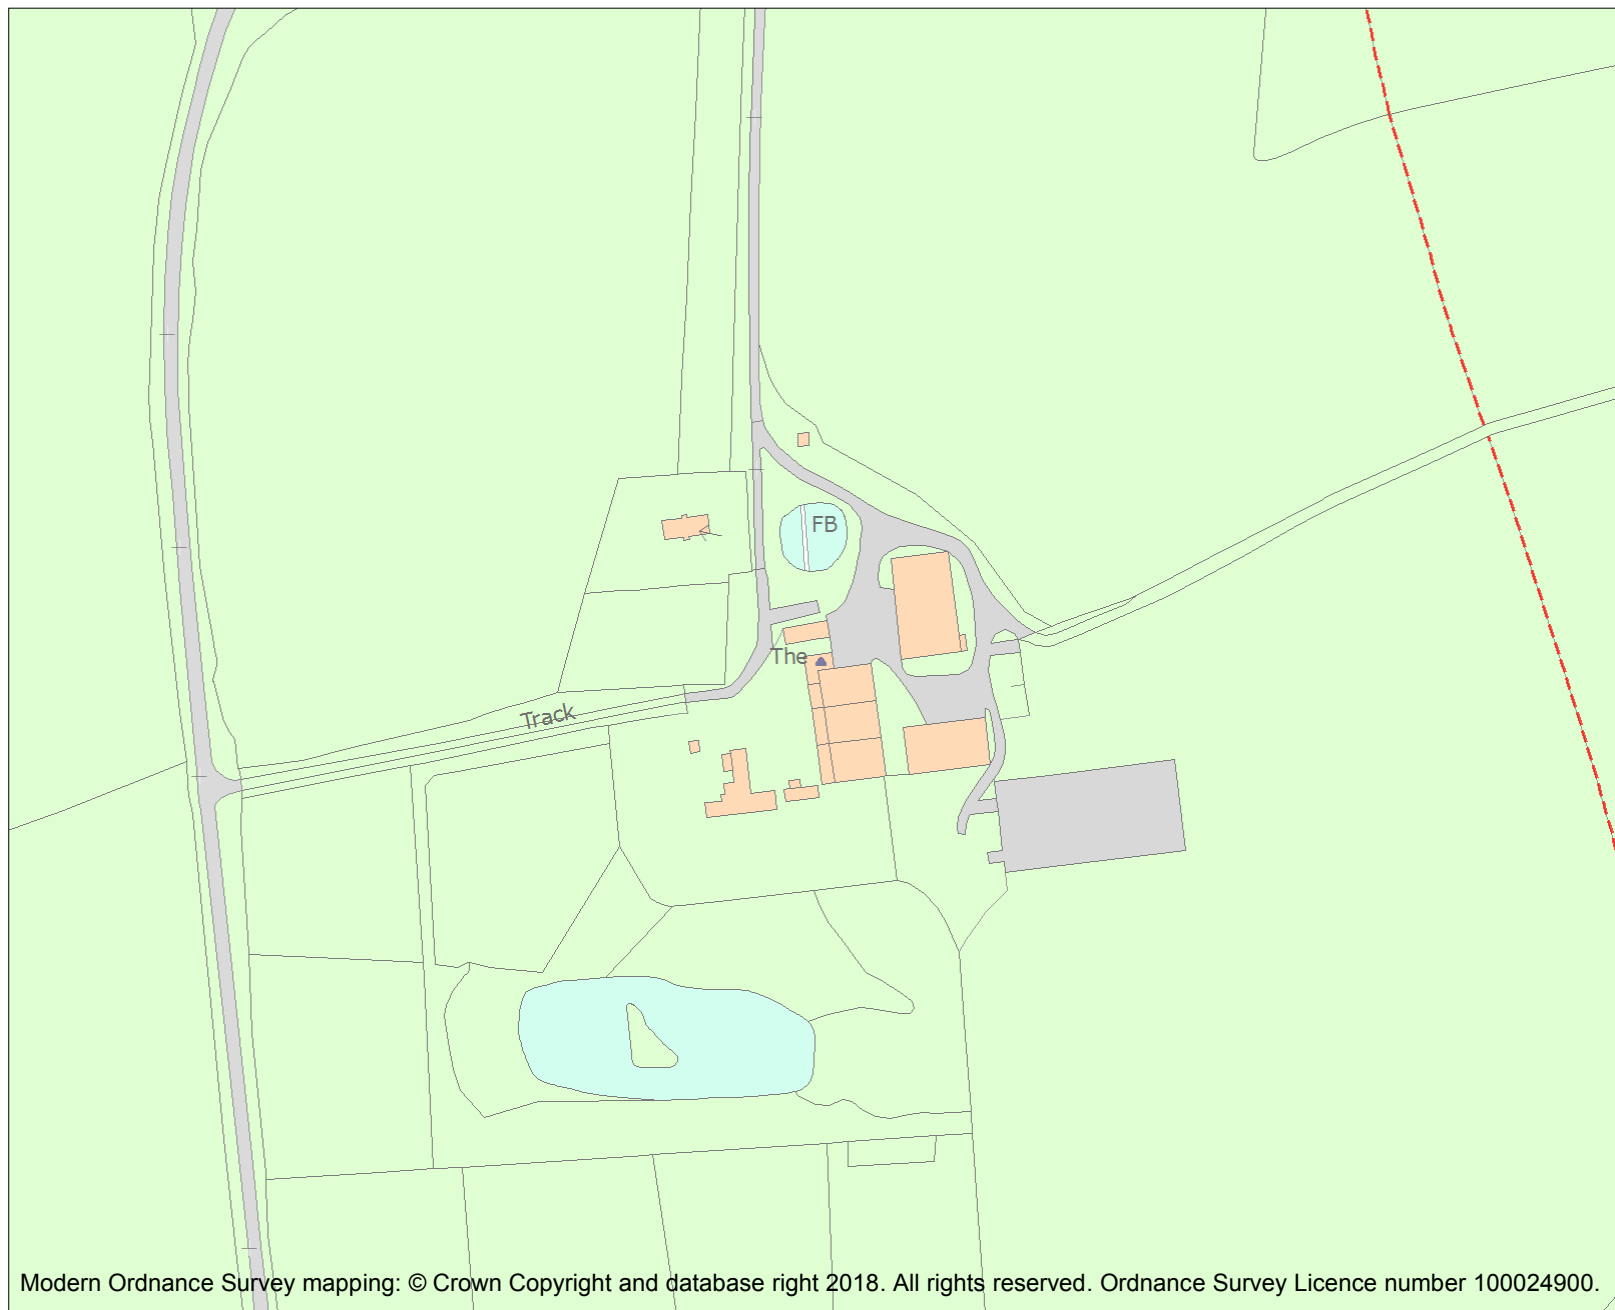 FB
The
Track
Modern Ordnance Survey mapping: © Crown Copyright and database right 2018. All rights reserved. Ordnance Survey Licence number 100024900.